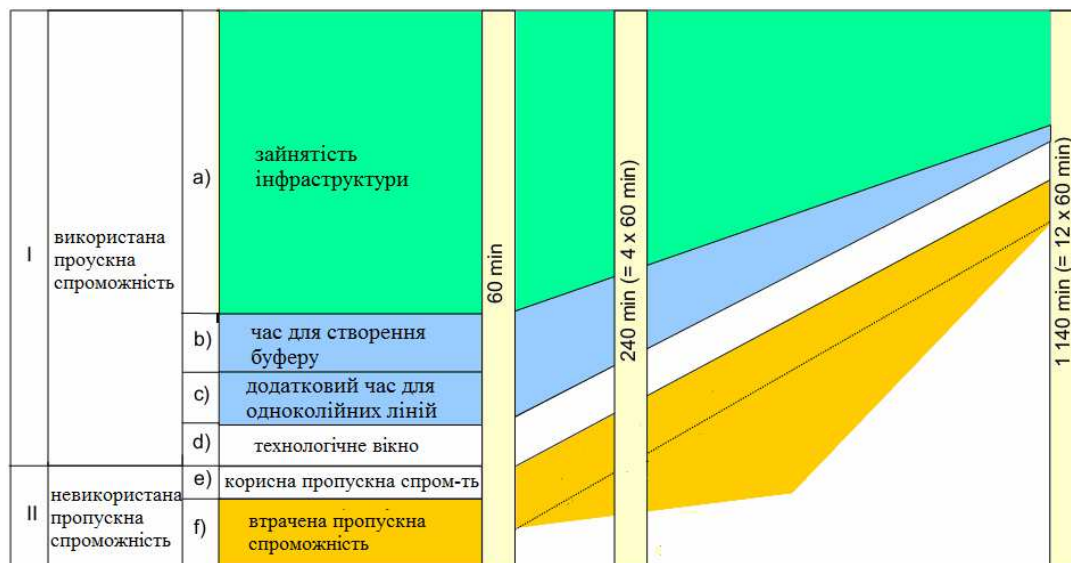 I
використана
проускна
спроможність
a)
зайнятість
інфраструктури
b)
час для створення
буферу
c)
додатковий час для
одноколійних ліній
d)
технологічне вікно
II
невикористана
пропускна
спроможність
e)
корисна пропускна спром-ть
f)
втрачена пропускна
спроможність
60 min
240 min (= 4 x 60 min)
1 140 min (= 12 x 60 min)